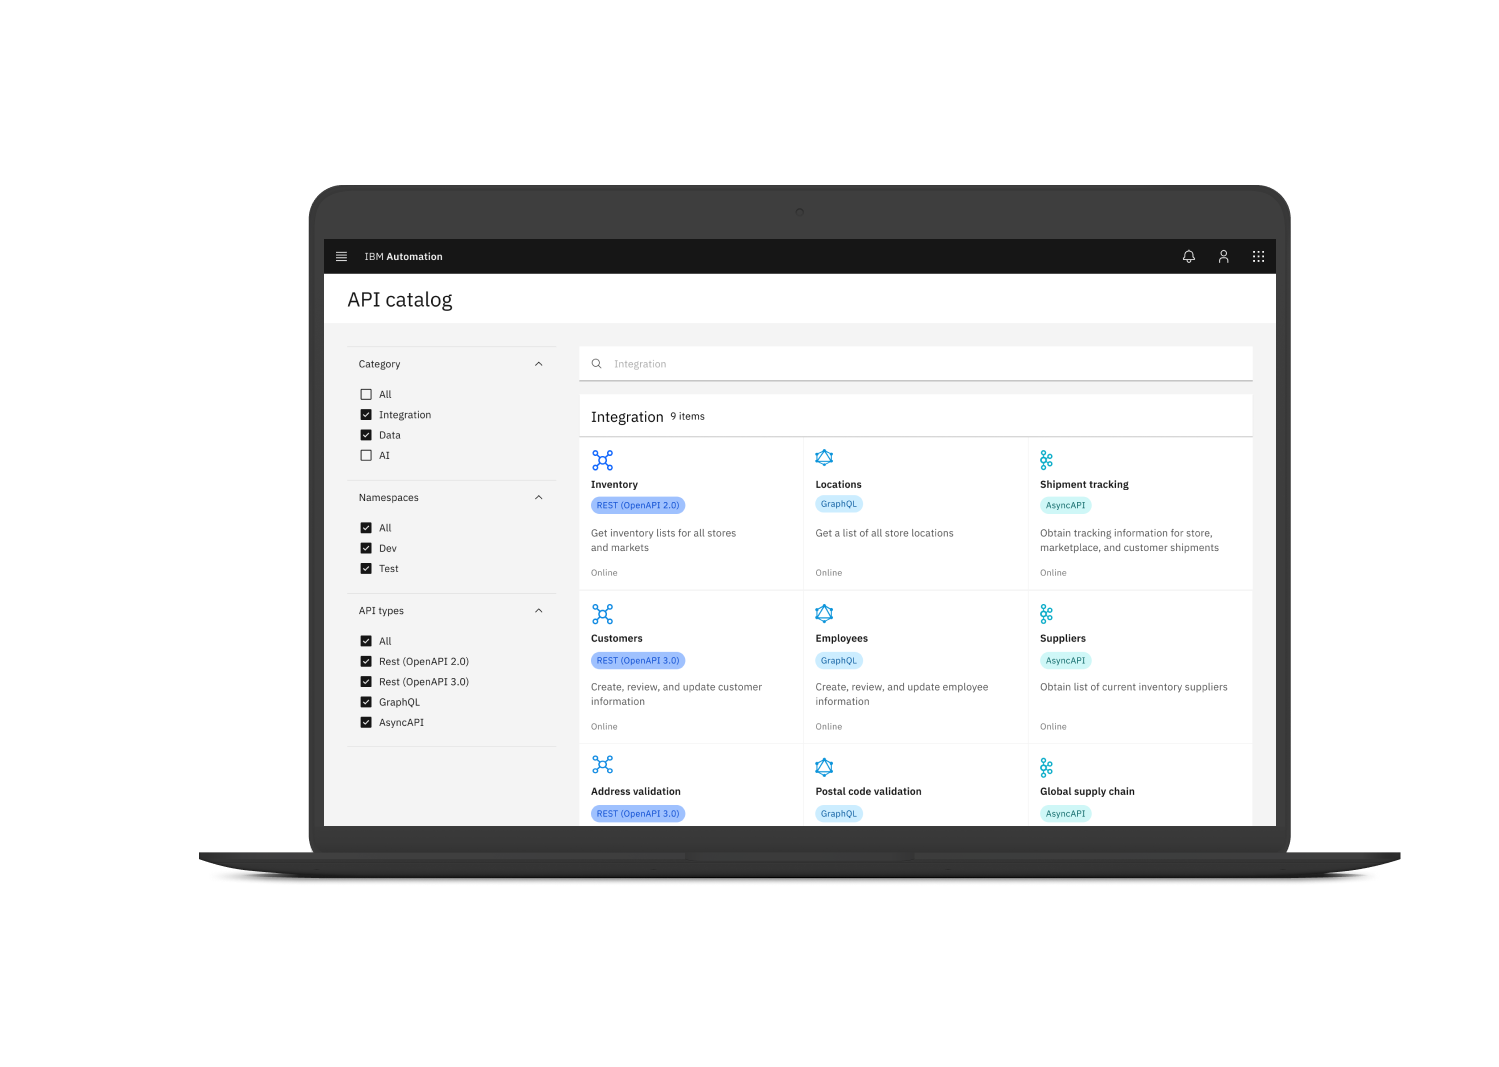 IBM Automation
API catalog
Category
All
Integration
Data
AI
Namespaces
All
Dev
Test
API types
All
Rest (OpenAPI 2.0)
Rest (OpenAPI 3.0)
GraphQL
AsyncAPI
Integration
Integration 9 items
Inventory
REST (OpenAPI 2.0)
Get inventory lists for all stores
and markets
Online
Locations
GraphQL
Get a list of all store locations
Online
Shipment tracking
AsyncAPI
Obtain tracking information for store,
marketplace, and customer shipments
Online
Customers
REST (OpenAPI 3.0)
Create, review, and update customer
information
Online
Employees
GraphQL
Create, review, and update employee
information
Online
Suppliers
AsyncAPI
Obtain list of current inventory suppliers
Online
Address validation
REST (OpenAPI 3.0)
Postal code validation
GraphQL
Global supply chain
AsyncAPI